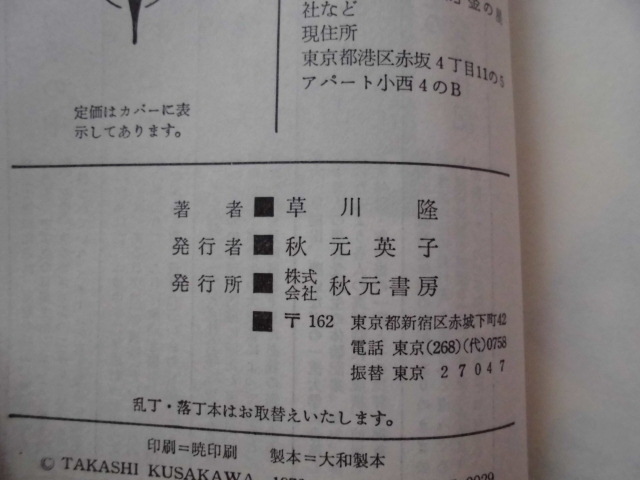 社など
現住所
東京都港区赤坂4丁目11の5
アパート小西4のB
定価はカバーに表
示してあります。
著者■草川隆
発行者■秋元英子
発行所■株式会社秋元書房
■〒162 東京都新宿区赤城下町42
電話 東京(268)(代)0758
振替 東京 27047
乱丁・落丁本はお取替えいたします。
印刷=暁印刷 製本=大和製本
© TAKASHI KUSAKAWA